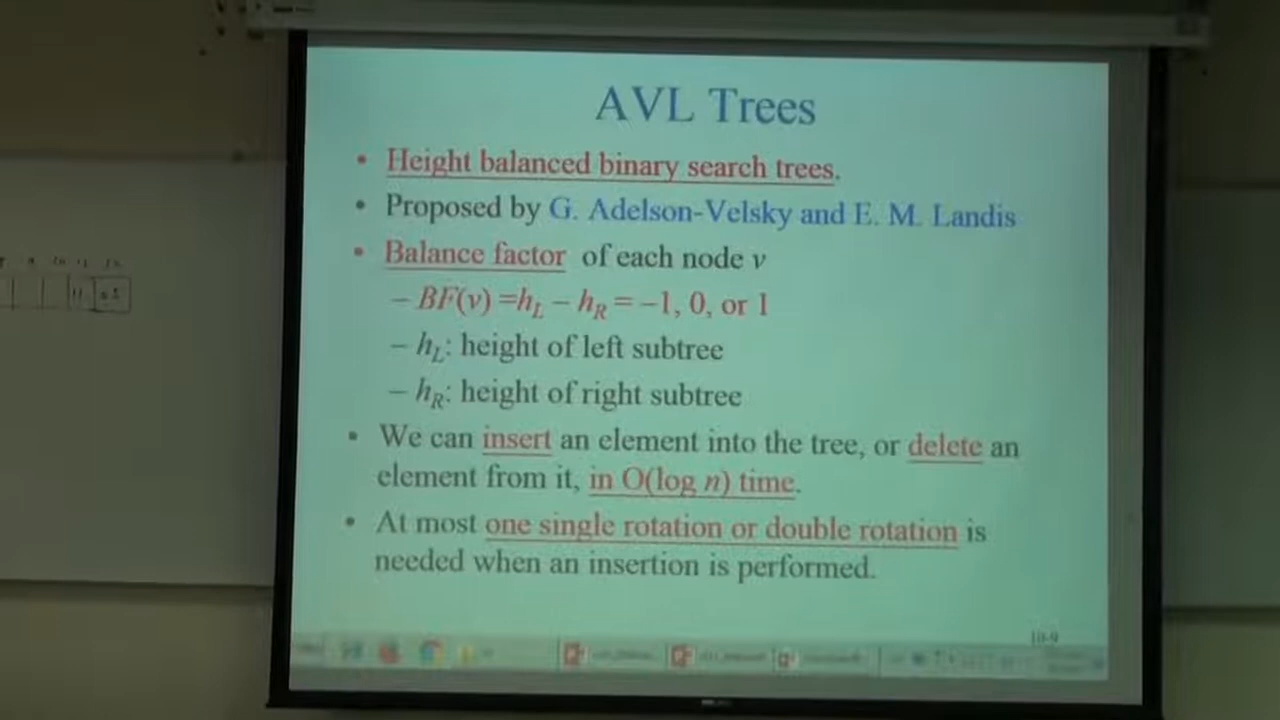 AVL Trees
• Height balanced binary search trees.
• Proposed by G. Adelson-Velsky and E. M. Landis
• Balance factor of each node v
– BF(v) =hL – hR = –1, 0, or 1
– hL: height of left subtree
– hR: height of right subtree
• We can insert an element into the tree, or delete an
element from it, in O(log n) time.
• At most one single rotation or double rotation is
needed when an insertion is performed.
10-9